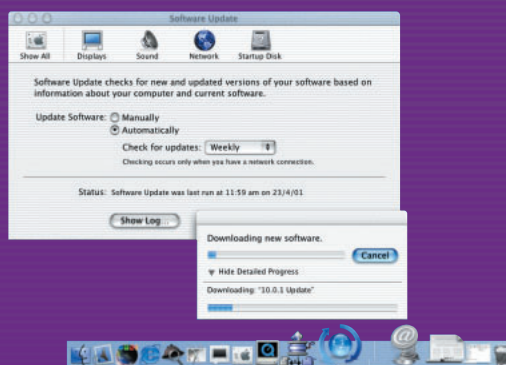 Software Update
Show All Displays Sound Network Startup Disk
Software Update checks for new and updated versions of your software based on
information about your computer and current software.
Update Software: Manually
Automatically
Check for updates: Weekly
Checking occurs only when you have a network connection.
Status: Software Update was last run at 11:59 am on 23/4/01
Show Log...
Downloading new software.
Cancel
Hide Detailed Progress
Downloading: "10.0.1 Update"